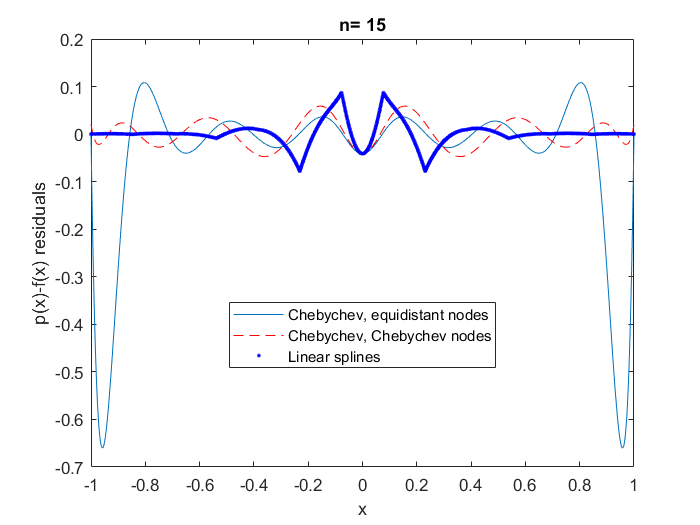 n= 15
0.2
0.1
0
-0.1
-0.2
-0.3
-0.4
-0.5
-0.6
-0.7
p(x)-f(x) residuals
Chebychev, equidistant nodes
Chebychev, Chebychev nodes
Linear splines
-1 -0.8 -0.6 -0.4 -0.2 0 0.2 0.4 0.6 0.8 1
x